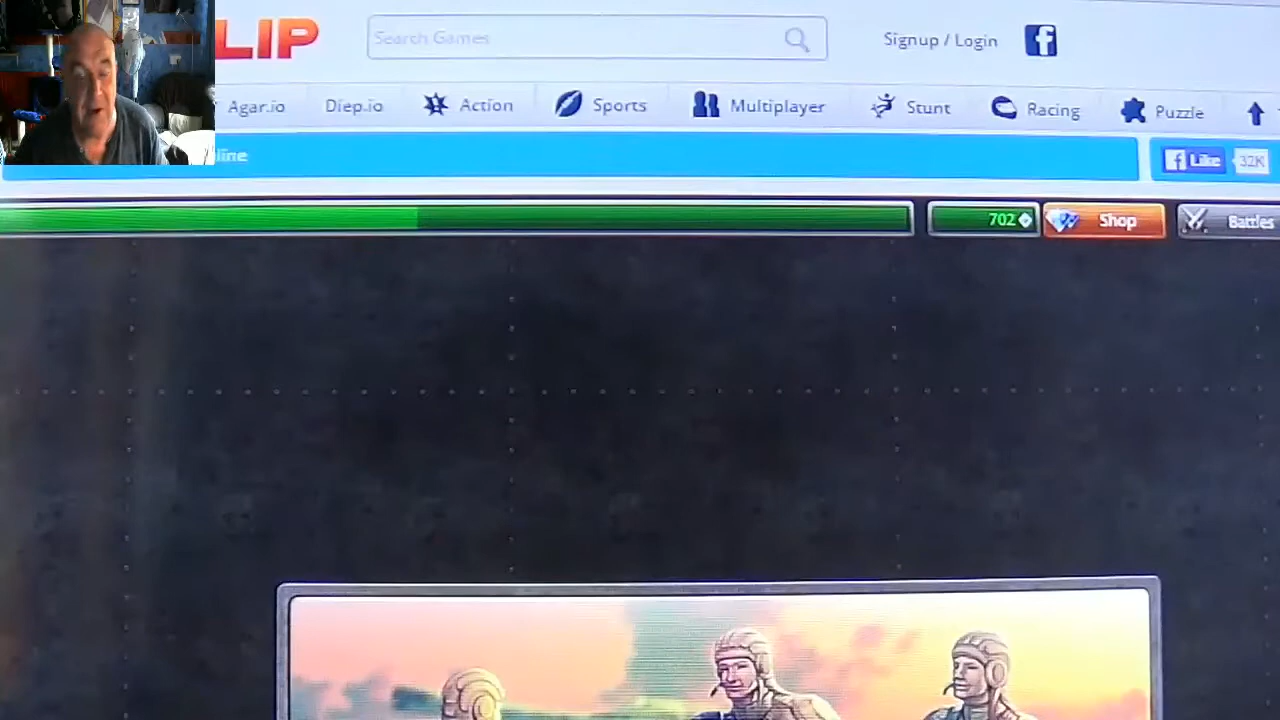 LIP
Search Games
Signup / Login
f
Agar.io
Diep.io
Action
Sports
Multiplayer
Stunt
Racing
Puzzle
line
f Like
32K
702
Shop
Battles